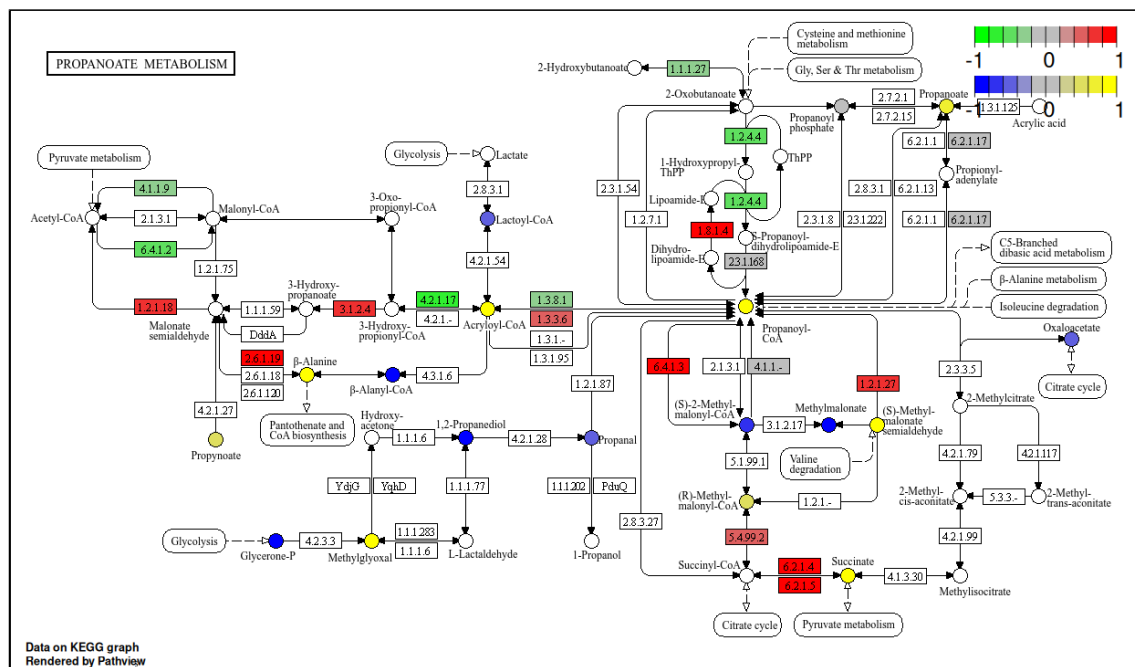 PROPANOATE METABOLISM
Cysteine and methionine
metabolism
Gly, Ser & Thr metabolism
-1
0
1
-1
0
1
2-Hydroxybutanoate
1.1.1.27
2-Oxobutanoate
Propanoyl
phosphate
2.7.2.1
2.7.2.15
Propanoate
1.3.1.125
Acrylic acid
1.2.4.4
ThPP
1-Hydroxypropyl-
ThPP
6.2.1.1
6.2.1.17
Propionyl-
adenylate
Pyruvate metabolism
Glycolysis
Lactate
2.8.3.1
Lactoyl-CoA
4.2.1.54
2.3.1.54
1.2.7.1
Lipoamide-E
1.2.4.4
1.8.1.4
S-Propanoyl-
dihydrolipoamide-E
Dihydro-
lipoamide-E
2.3.1.168
2.3.1.8
2.3.1.222
2.8.3.1
6.2.1.13
6.2.1.1
6.2.1.17
4.1.1.9
Acetyl-CoA
2.1.3.1
Malonyl-CoA
6.4.1.2
3-Oxo-
propionyl-CoA
1.2.1.75
C5-Branched
dibasic acid metabolism
β-Alanine metabolism
Isoleucine degradation
1.2.1.18
Malonate
semialdehyde
1.1.1.59
DddA
3-Hydroxy-
propanoate
3.1.2.4
3-Hydroxy-
propionyl-CoA
4.2.1.17
4.2.1.-
Acryloyl-CoA
1.3.8.1
1.3.3.6
1.3.1.-
1.3.1.95
Propanoyl-
CoA
Oxaloacetate
Citrate cycle
2.6.1.19
2.6.1.18
2.6.1.120
β-Alanine
β-Alanyl-CoA
4.3.1.6
1.2.1.87
6.4.1.3
2.1.3.1
4.1.1.-
1.2.1.27
2.3.3.5
4.2.1.27
Propynoate
Pantothenate and
CoA biosynthesis
Hydroxy-
acetone
1.1.1.6
1,2-Propanediol
4.2.1.28
Propanal
(S)-2-Methyl-
malonyl-CoA
3.1.2.17
Methylmalonate
(S)-Methyl-
malonate
semialdehyde
2-Methylcitrate
Valine
degradation
5.1.99.1
4.2.1.79
4.2.1.117
YdjG
YqhD
1.1.1.77
1.1.1.202
PduQ
(R)-Methyl-
malonyl-CoA
1.2.1.-
2-Methyl-
cis-aconitate
5.3.3.-
2-Methyl-
trans-aconitate
Glycolysis
Glycerone-P
4.2.3.3
Methylglyoxal
1.1.1.283
1.1.1.6
L-Lactaldehyde
1-Propanol
2.8.3.27
5.4.99.2
4.2.1.99
Succinyl-CoA
6.2.1.4
6.2.1.5
Succinate
4.1.3.30
Methylisocitrate
Citrate cycle
Pyruvate metabolism
Data on KEGG graph
Rendered by Pathview